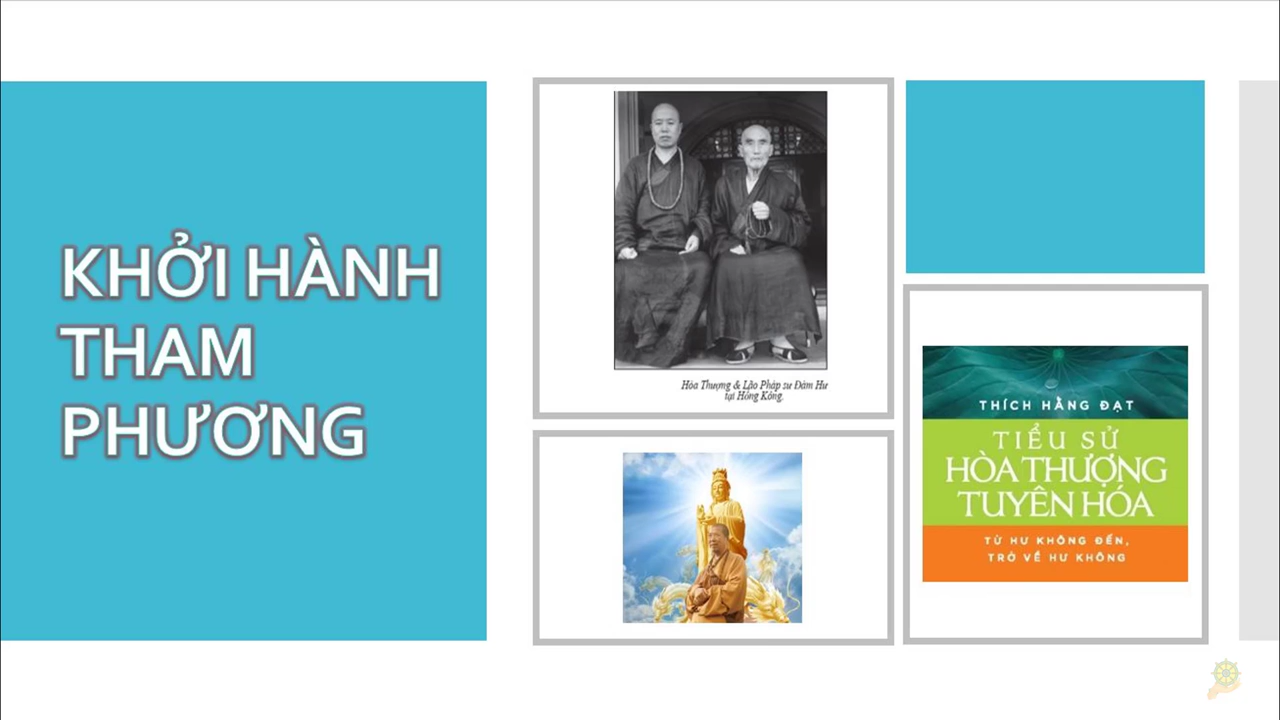 KHỞI HÀNH
THAM
PHƯƠNG
Hòa Thượng & Lão Pháp sư Đàm Hư
tại Hồng Kông.
THÍCH HẰNG ĐẠT
TIỂU SỬ
HÒA THƯỢNG
TUYÊN HÓA
TỪ HƯ KHÔNG ĐẾN,
TRỞ VỀ HƯ KHÔNG